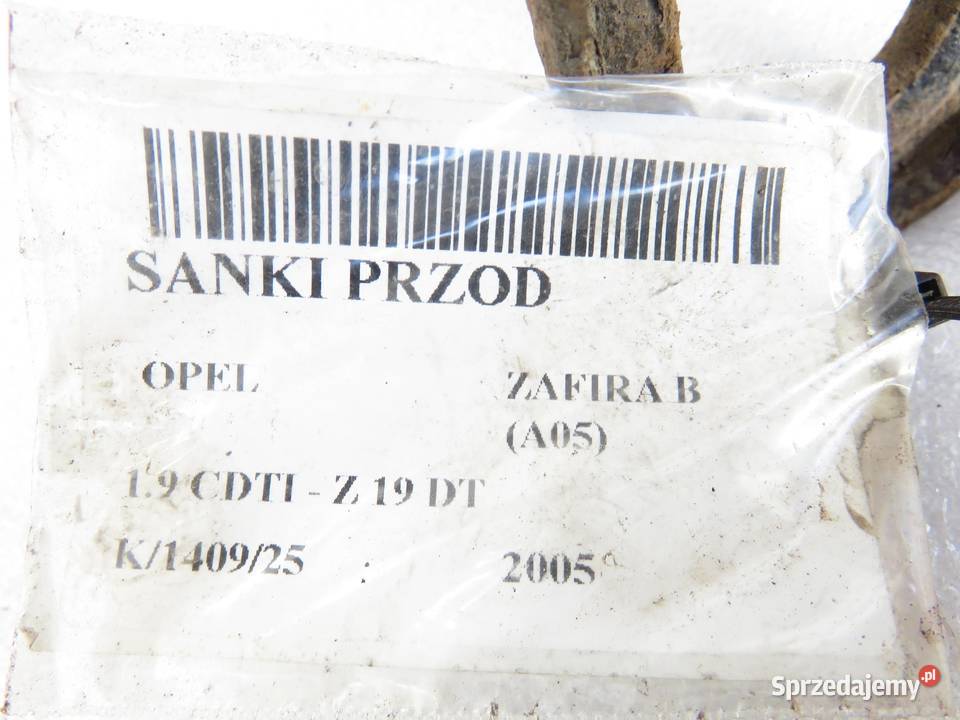 SANKI PRZOD
OPEL ZAFIRA B
(A05)
1.9 CDTI - Z 19 DT
K/1409/25 : 2005
Sprzedajemy.pl